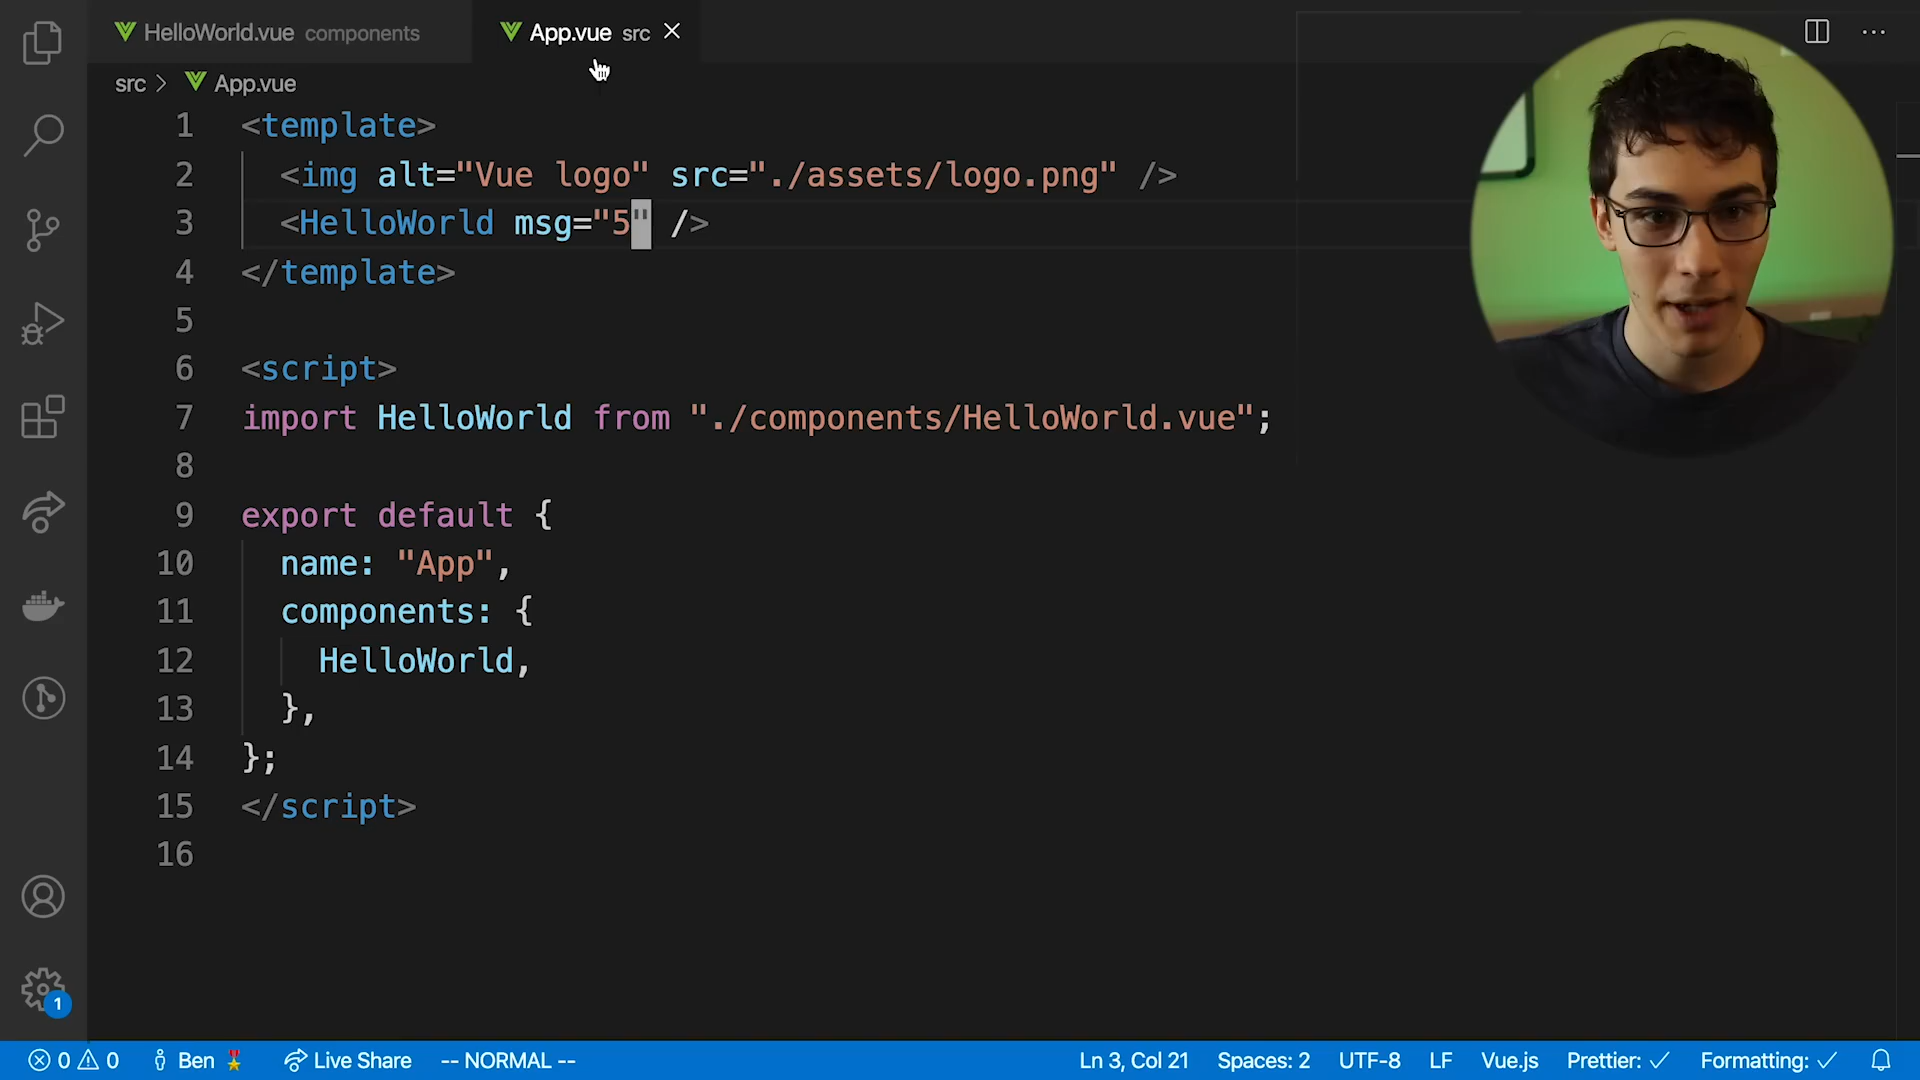 HelloWorld.vue components
App.vue src
src > App.vue
1 <template>
2 <img alt="Vue logo" src="./assets/logo.png" />
3 <HelloWorld msg="5" />
4 </template>
5
6 <script>
7 import HelloWorld from "./components/HelloWorld.vue";
8
9 export default {
10 name: "App",
11 components: {
12 HelloWorld,
13 },
14 };
15 </script>
16
1
0 0 Ben Live Share -- NORMAL -- Ln 3, Col 21 Spaces: 2 UTF-8 LF Vue.js Prettier: ✓ Formatting: ✓